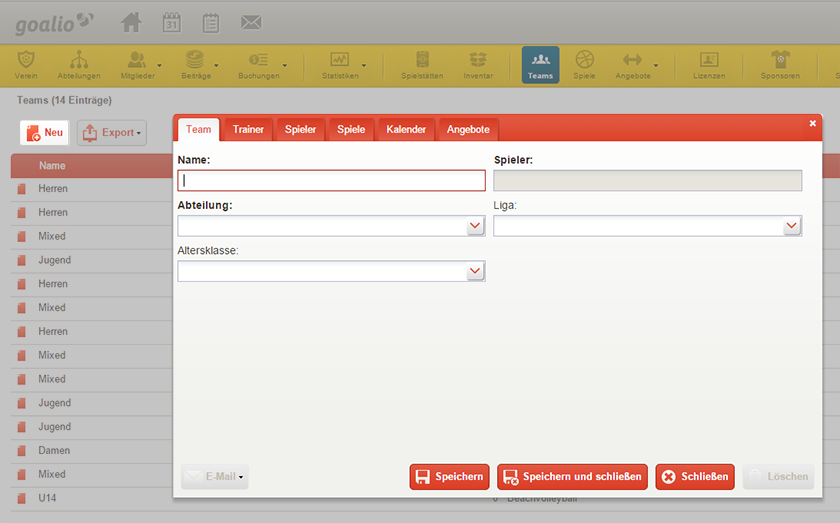 goalio
31
Verein Abteilungen Mitglieder Beiträge Buchungen Statistiken Spielstätten Inventar Teams Spiele Angebote Lizenzen Sponsoren
Teams (14 Einträge)
Neu Export
Team Trainer Spieler Spiele Kalender Angebote
Name:
Spieler:
Abteilung:
Liga:
Altersklasse:
Name
Herren
Herren
Mixed
Jugend
Herren
Mixed
Herren
Mixed
Mixed
Jugend
Jugend
Damen
Mixed
U14
E-Mail Speichern Speichern und schließen Schließen Löschen
Beachvolleyball